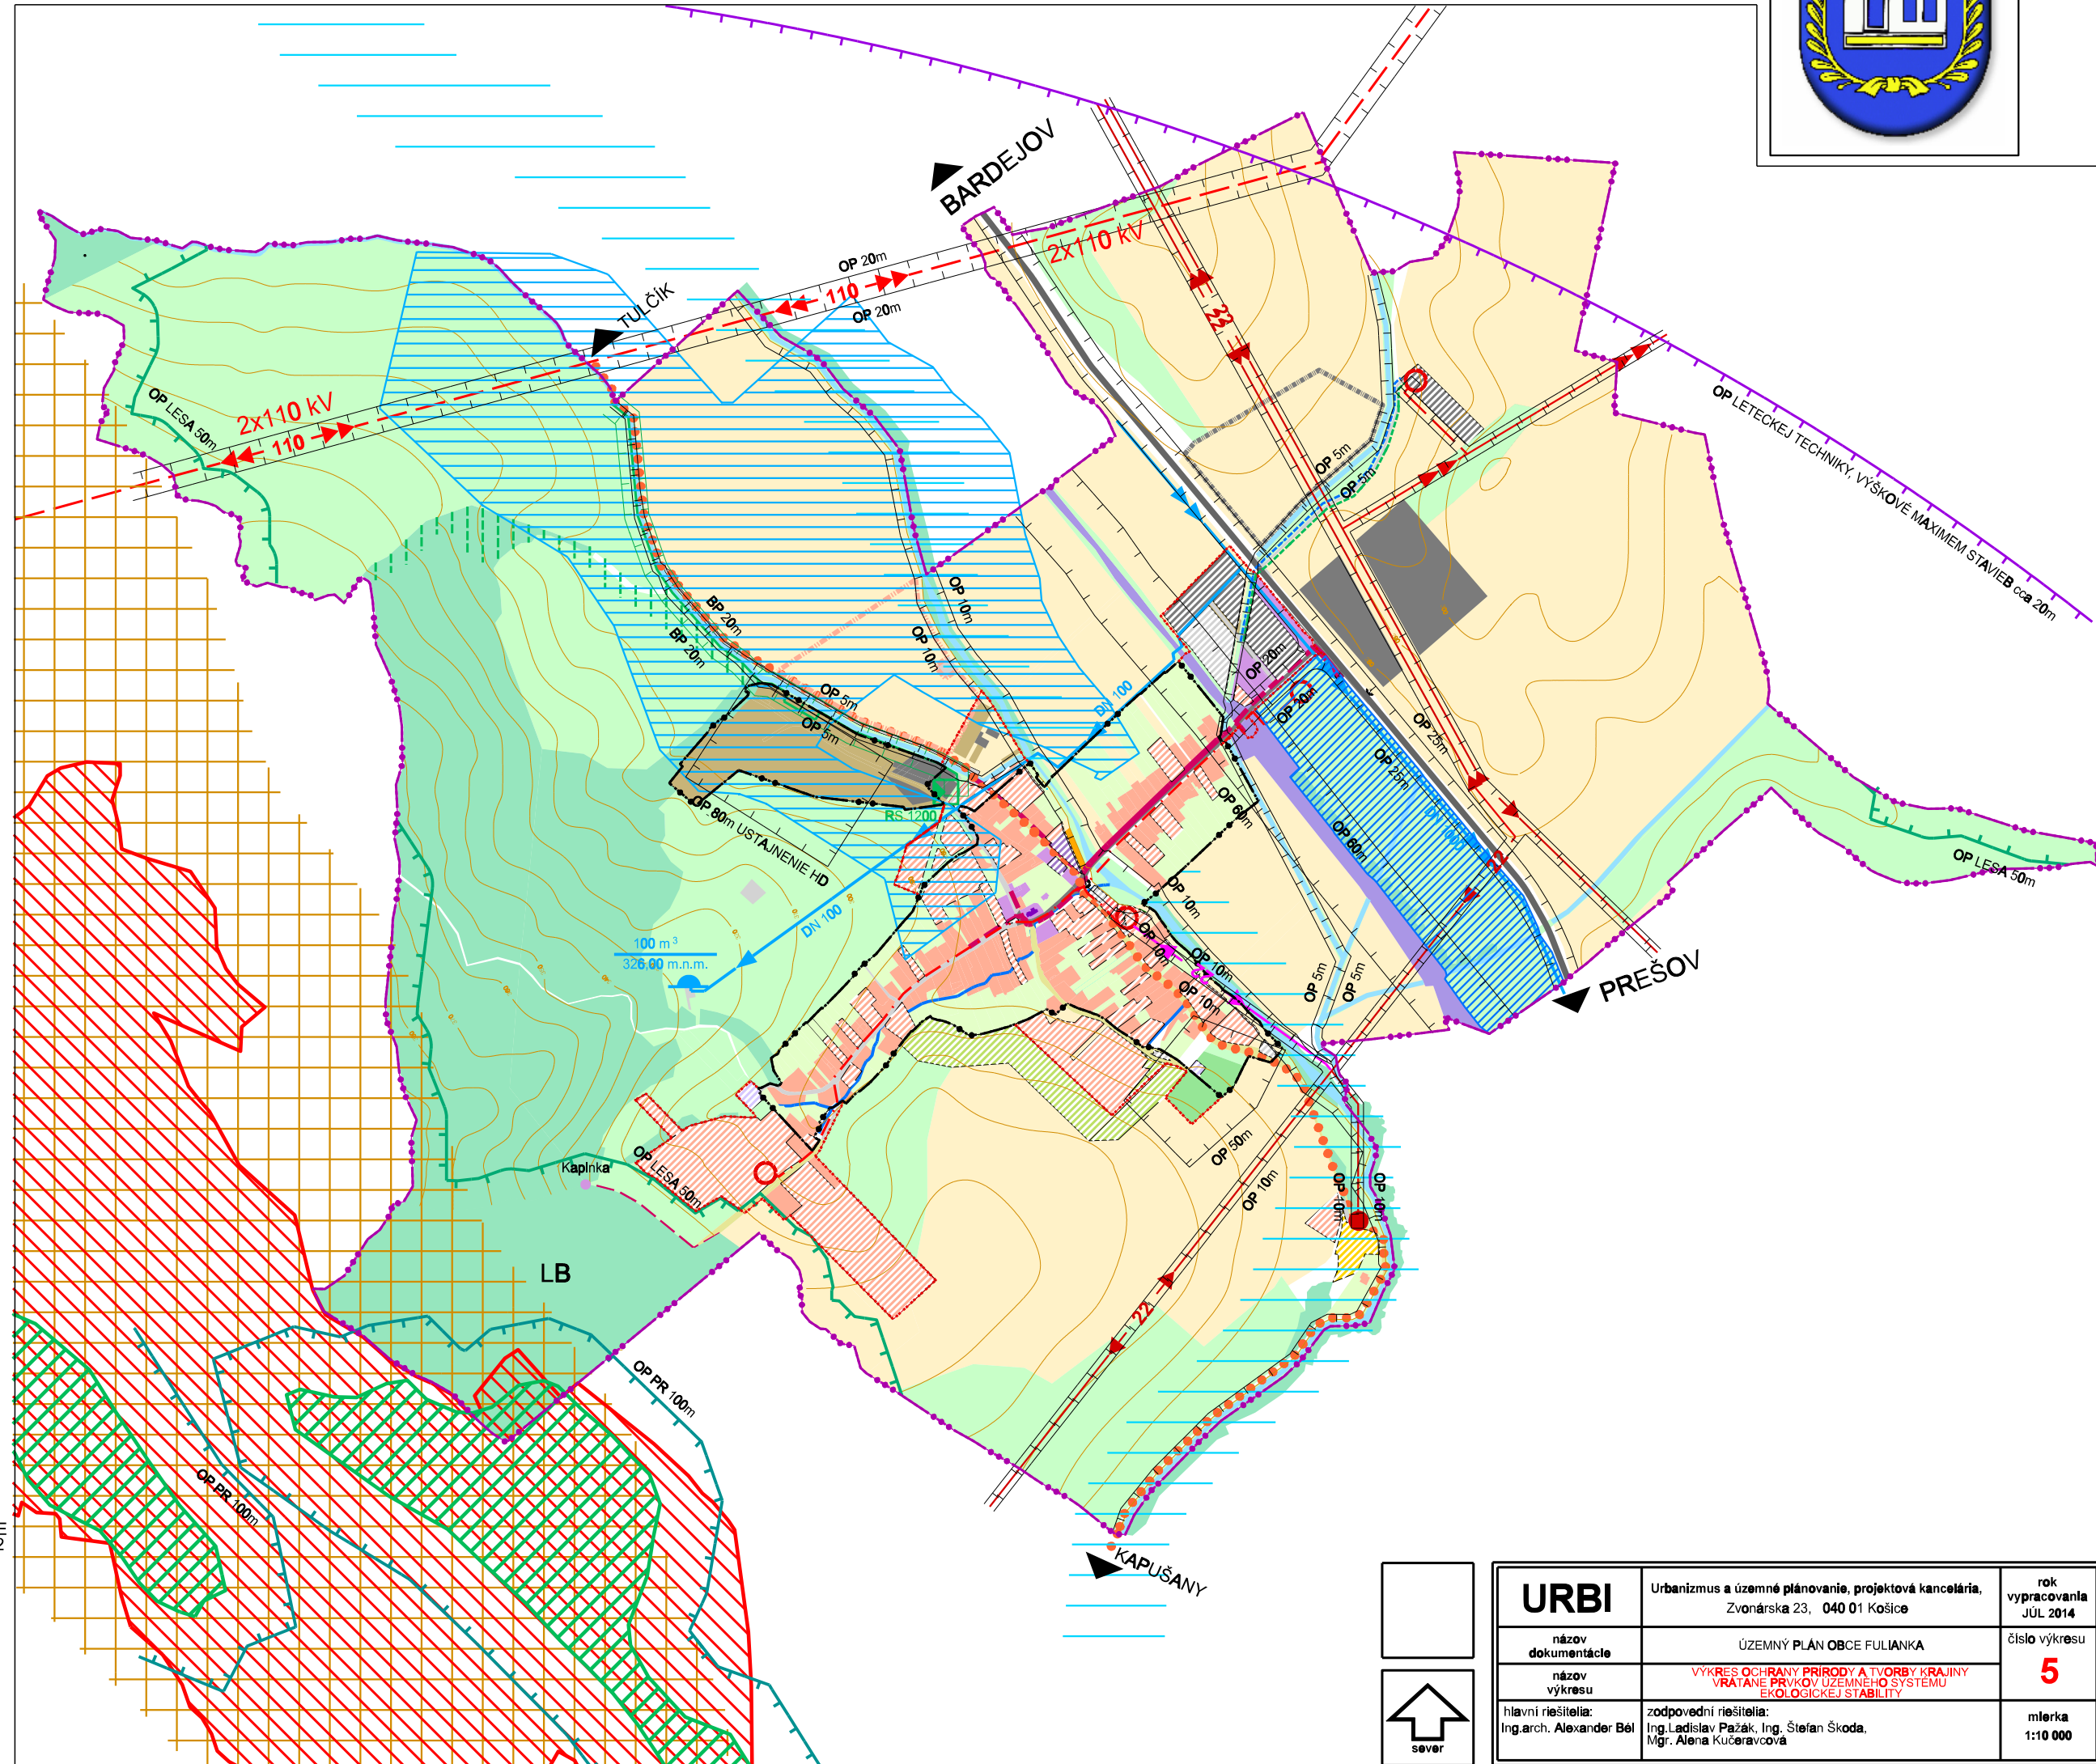 BARDEJOV
2x110 kV
OP 20m
110
OP 20m
TULČÍK
22
22
OP LETECKEJ TECHNIKY, VÝŠKOVÉ MAXIMEM STAVIEB cca 20m
OP LESA 50m
2x110 kV
110
OP 5m
OP 5m
BP 20m
BP 20m
OP 10m
OP 10m
OP 20m
OP 20m
DN 100
OP 5m
OP 5m
OP 25m
OP 25m
OP 80m USTAJNENIE HD
RS 1200
OP 60m
OP 60m
22
OP LESA 50m
DN 100
100 m³
326,00 m.n.m.
OP 10m
OP 10m
OP 10m
OP 10m
OP 5m
OP 5m
PREŠOV
Kaplnka
OP LESA 50m
OP 50m
OP 10m
OP 10m
OP 10m
LB
22
OP PR 100m
OP PR 100m
KAPUŠANY
URBI
Urbanizmus a územné plánovanie, projektová kancelária,
Zvonárska 23, 040 01 Košice
rok
vypracovania
JÚL 2014
názov
dokumentácie
ÚZEMNÝ PLÁN OBCE FULIANKA
číslo výkresu
5
názov
výkresu
VÝKRES OCHRANY PRÍRODY A TVORBY KRAJINY
VRÁTANE PRVKOV ÚZEMNÉHO SYSTÉMU
EKOLOGICKEJ STABILITY
hlavní riešitelia:
Ing.arch. Alexander Bél
zodpovední riešitelia:
Ing.Ladislav Pažák, Ing. Štefan Škoda,
Mgr. Alena Kučeravcová
mierka
1:10 000
sever